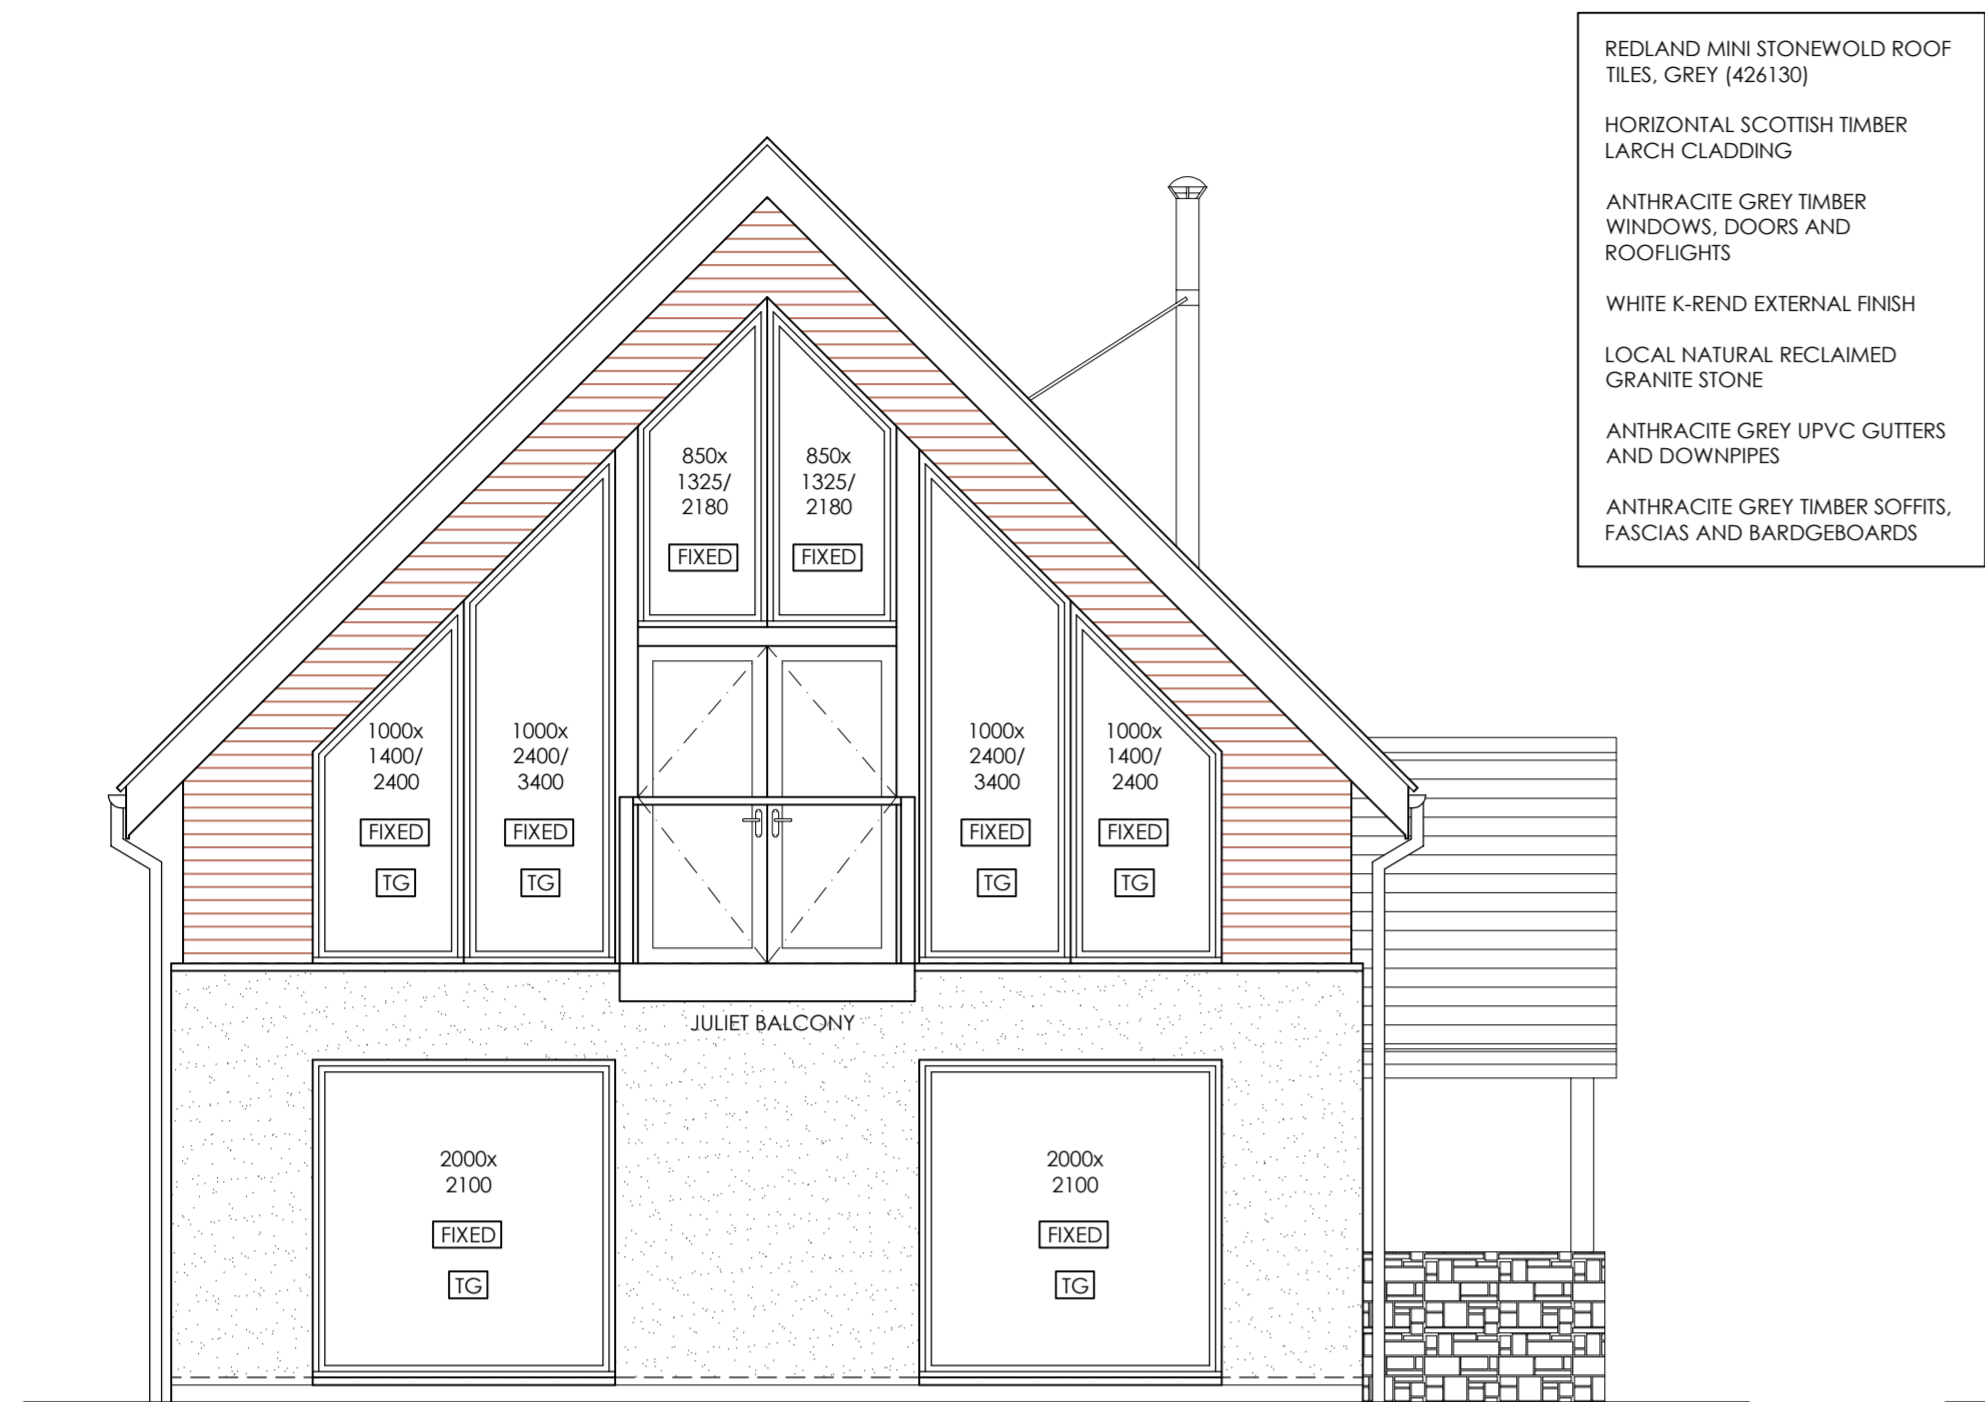 REDLAND MINI STONEWOLD ROOF
TILES, GREY (426130)
HORIZONTAL SCOTTISH TIMBER
LARCH CLADDING
ANTHRACITE GREY TIMBER
WINDOWS, DOORS AND
ROOFLIGHTS
WHITE K-REND EXTERNAL FINISH
LOCAL NATURAL RECLAIMED
GRANITE STONE
ANTHRACITE GREY UPVC GUTTERS
AND DOWNPIPES
ANTHRACITE GREY TIMBER SOFFITS,
FASCIAS AND BARDGEBOARDS
850x
1325/
2180
FIXED
850x
1325/
2180
FIXED
1000x
1400/
2400
FIXED
TG
1000x
2400/
3400
FIXED
TG
1000x
2400/
3400
FIXED
TG
1000x
1400/
2400
FIXED
TG
JULIET BALCONY
2000x
2100
FIXED
TG
2000x
2100
FIXED
TG